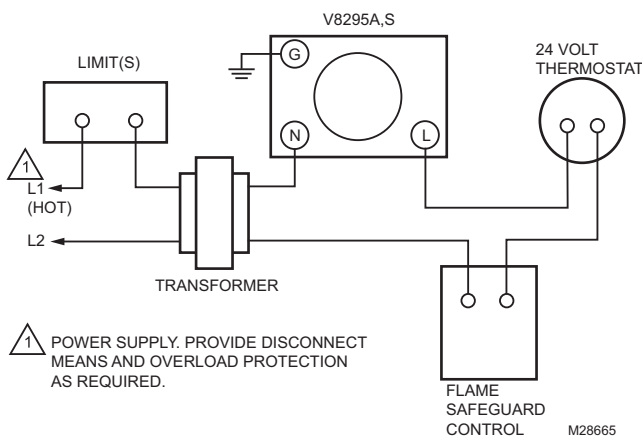 V8295A,S
LIMIT(S)
G
24 VOLT
THERMOSTAT
N
L
1
L1
(HOT)
L2
TRANSFORMER
1
POWER SUPPLY. PROVIDE DISCONNECT
MEANS AND OVERLOAD PROTECTION
AS REQUIRED.
FLAME
SAFEGUARD
CONTROL
M28665